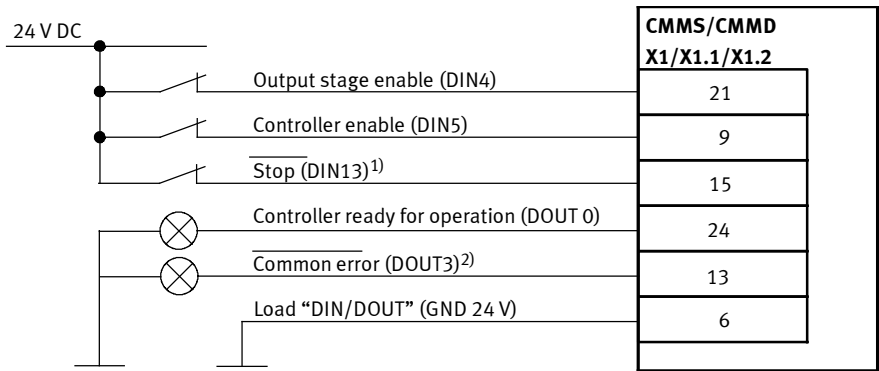 24 V DC
CMMS/CMMD
X1/X1.1/X1.2
Output stage enable (DIN4)
21
Controller enable (DIN5)
9
Stop (DIN13)1)
15
Controller ready for operation (DOUT 0)
24
Common error (DOUT3)2)
13
Load “DIN/DOUT” (GND 24 V)
6